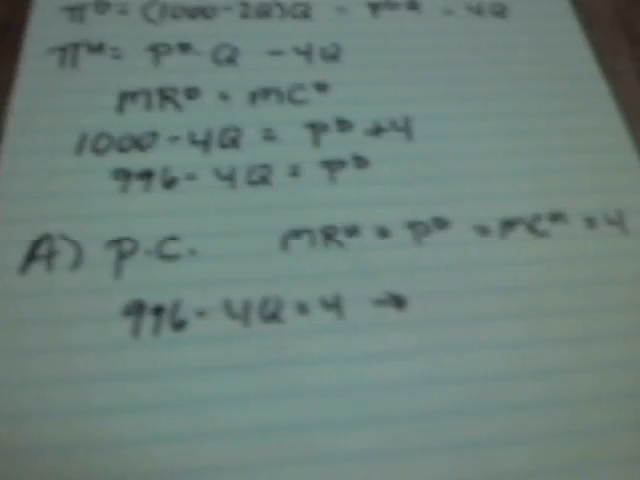 π^D = (1000-2Q)Q - P^D Q - 4Q
π^u = P^D Q - 4Q
MR^D = MC^D
1000 - 4Q = P^D + 4
996 - 4Q = P^D
A) P.C. MR^u = P^D = MC^u = 4
996 - 4Q = 4 →